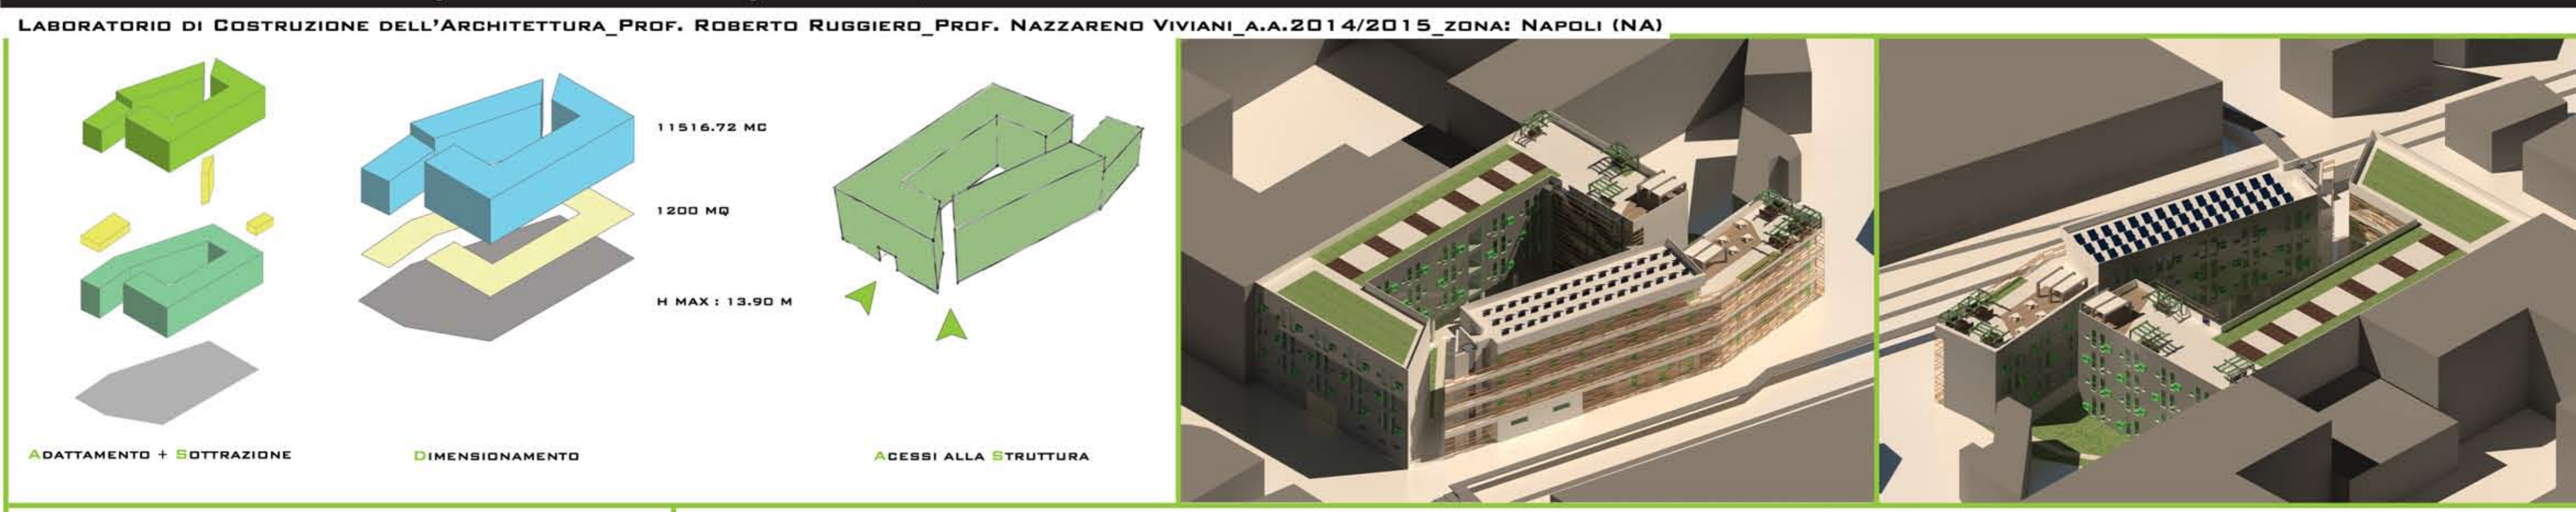 LABORATORIO DI COSTRUZIONE DELL'ARCHITETTURA_PROF. ROBERTO RUGGIERO_PROF. NAZZARENO VIVIANI_A.A.2014/2015_ZONA: NAPOLI (NA)
11516.72 MC
1200 MQ
H MAX : 13.90 M
ADATTAMENTO + SOTTRAZIONE
DIMENSIONAMENTO
ACESSI ALLA STRUTTURA